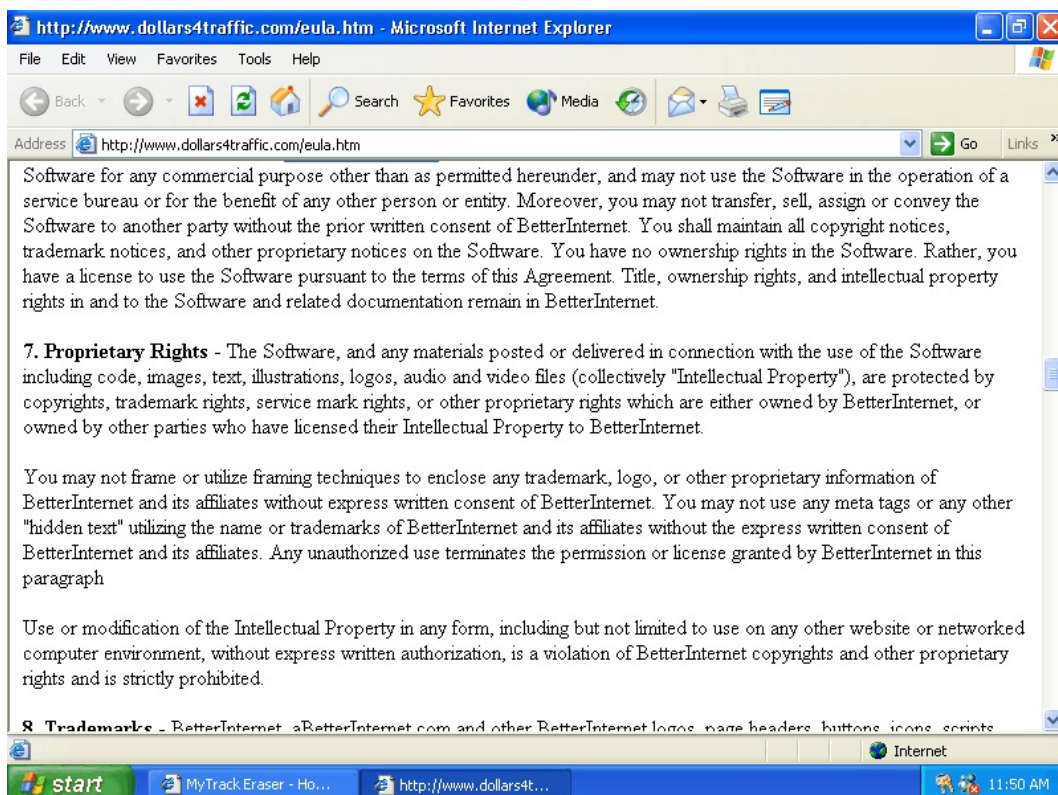 http://www.dollars4traffic.com/eula.htm - Microsoft Internet Explorer
File Edit View Favorites Tools Help
Back Search Favorites Media
Address http://www.dollars4traffic.com/eula.htm Go Links »
Software for any commercial purpose other than as permitted hereunder, and may not use the Software in the operation of a
service bureau or for the benefit of any other person or entity. Moreover, you may not transfer, sell, assign or convey the
Software to another party without the prior written consent of BetterInternet. You shall maintain all copyright notices,
trademark notices, and other proprietary notices on the Software. You have no ownership rights in the Software. Rather, you
have a license to use the Software pursuant to the terms of this Agreement. Title, ownership rights, and intellectual property
rights in and to the Software and related documentation remain in BetterInternet.
7. Proprietary Rights - The Software, and any materials posted or delivered in connection with the use of the Software
including code, images, text, illustrations, logos, audio and video files (collectively "Intellectual Property"), are protected by
copyrights, trademark rights, service mark rights, or other proprietary rights which are either owned by BetterInternet, or
owned by other parties who have licensed their Intellectual Property to BetterInternet.
You may not frame or utilize framing techniques to enclose any trademark, logo, or other proprietary information of
BetterInternet and its affiliates without express written consent of BetterInternet. You may not use any meta tags or any other
"hidden text" utilizing the name or trademarks of BetterInternet and its affiliates without the express written consent of
BetterInternet and its affiliates. Any unauthorized use terminates the permission or license granted by BetterInternet in this
paragraph
Use or modification of the Intellectual Property in any form, including but not limited to use on any other website or networked
computer environment, without express written authorization, is a violation of BetterInternet copyrights and other proprietary
rights and is strictly prohibited.
8. Trademarks - BetterInternet, aBetterInternet.com and other BetterInternet logos, page headers, buttons, icons, scripts
Internet
start MyTrack Eraser - Ho... http://www.dollars4t... 11:50 AM